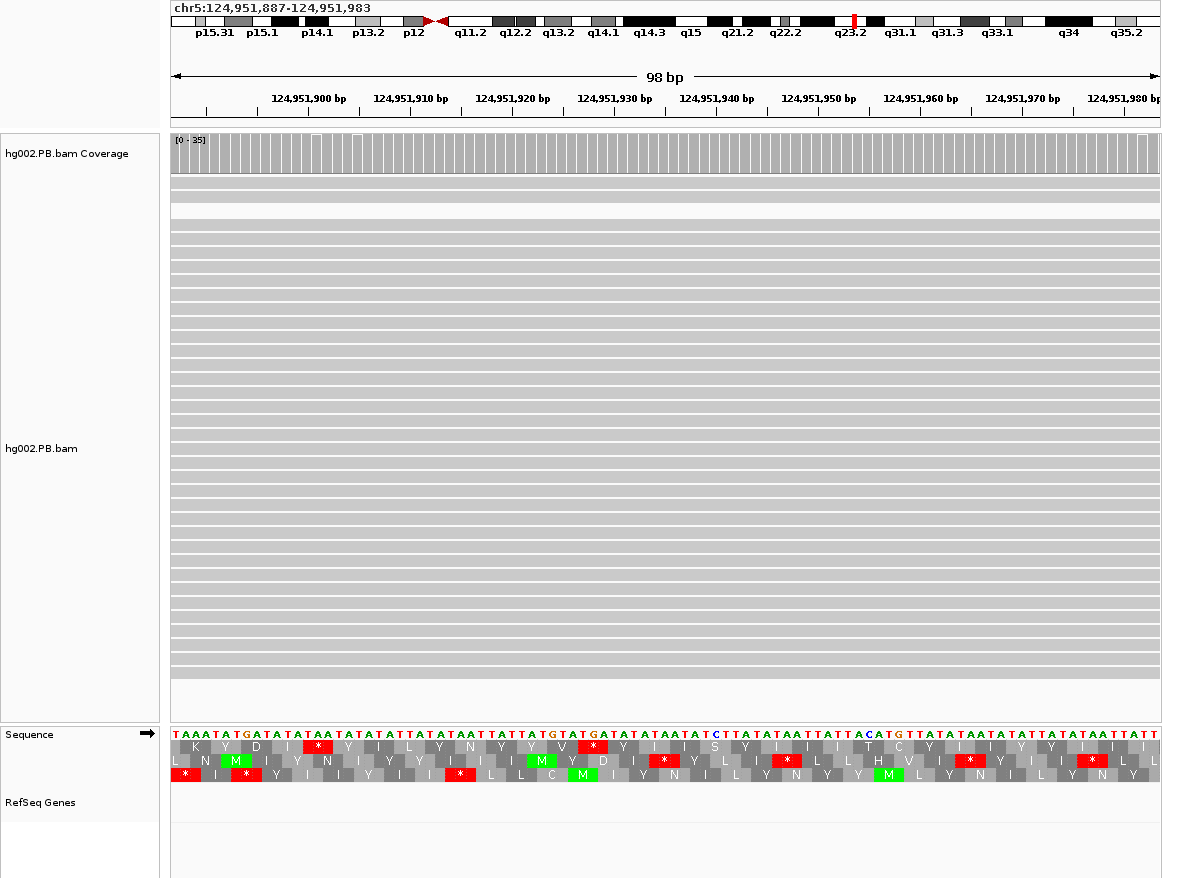 chr5:124,951,887-124,951,983
p15.31 p15.1 p14.1 p13.2 p12 q11.2 q12.2 q13.2 q14.1 q14.3 q15 q21.2 q22.2 q23.2 q31.1 q31.3 q33.1 q34 q35.2
98 bp
124,951,900 bp 124,951,910 bp 124,951,920 bp 124,951,930 bp 124,951,940 bp 124,951,950 bp 124,951,960 bp 124,951,970 bp 124,951,980 bp
[0 - 35]
hg002.PB.bam Coverage
hg002.PB.bam
Sequence
T A A A T A T G A T A T A T A A T A T A T A T T A T A T A A T T A T T A T G T A T G A T A T A T A A T A T C T T A T A T A A T T A T T A C A T G T T A T A T A A T A T A T T A T A T A A T T A T T
K Y D I * Y I L Y N Y Y V * Y I I S Y I I I T C Y I I Y Y I I I
L N M I Y N I Y Y I I I M Y D I * Y L I * L L H V I * Y I I * L L
* I * Y I I Y I I * L L C M I Y N I L Y N Y Y M L Y N I L Y N Y
RefSeq Genes